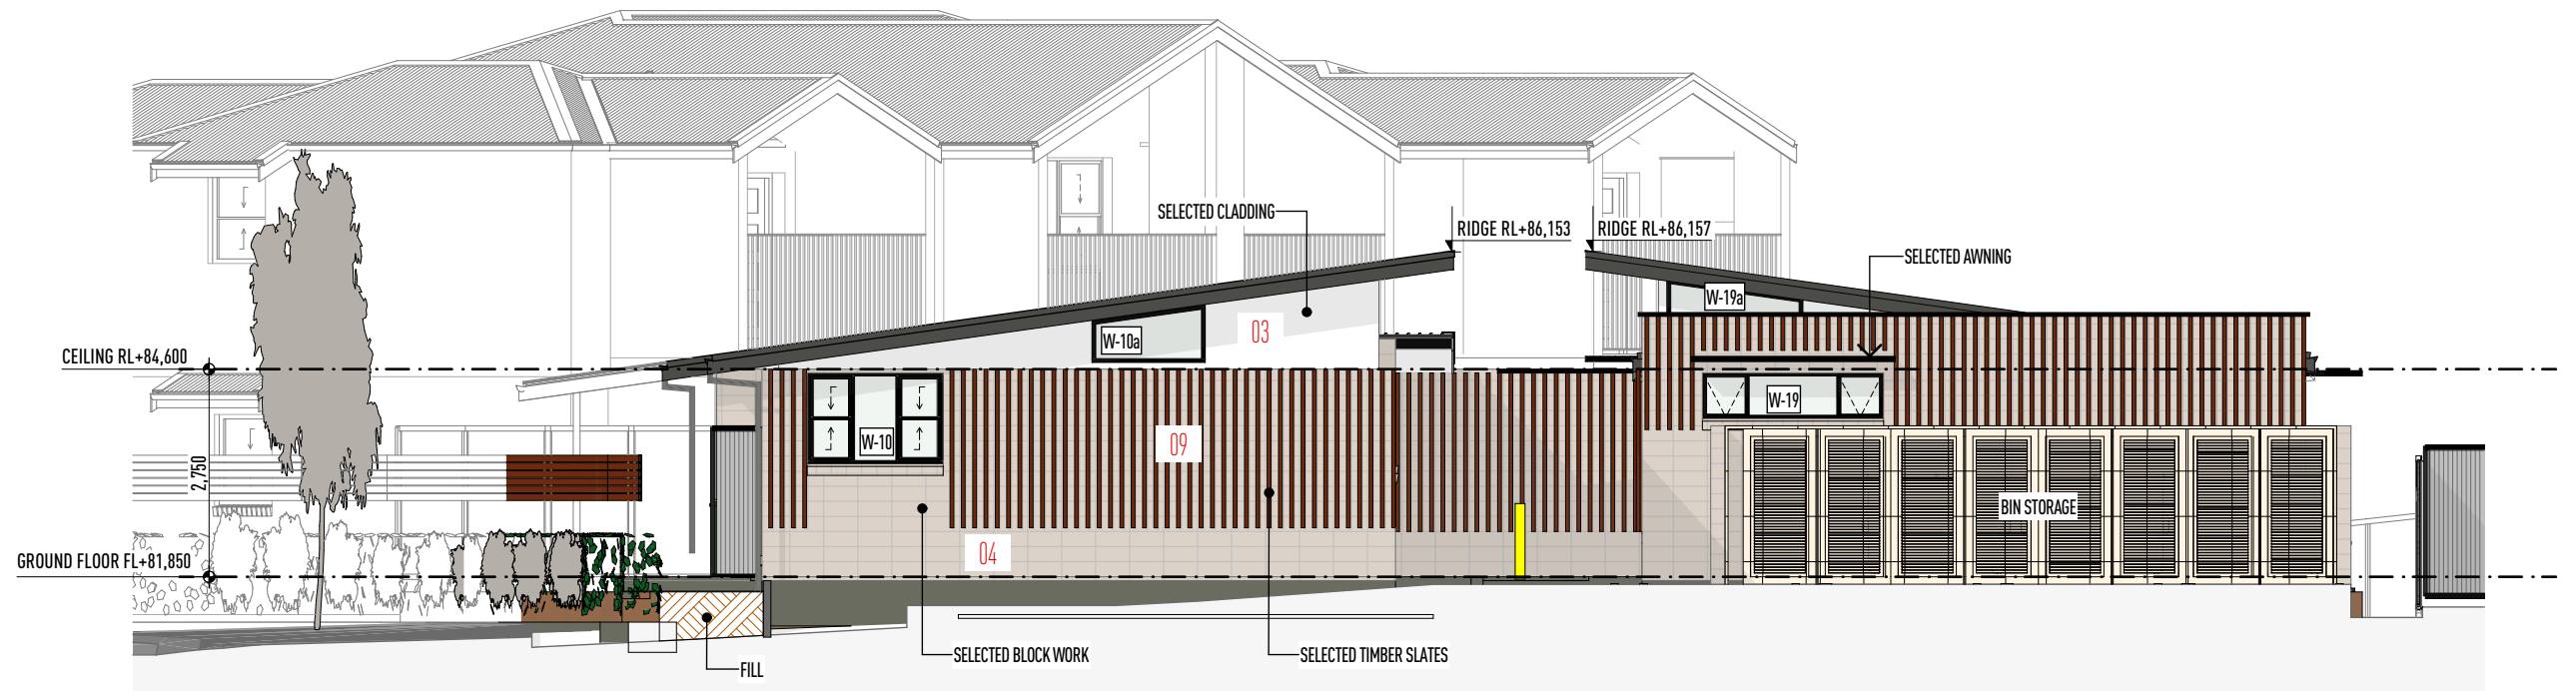 SELECTED CLADDING
RIDGE RL+86,153
RIDGE RL+86,157
SELECTED AWNING
W-19a
W-10a
03
CEILING RL+84,600
W-19
W-10
09
2,750
BIN STORAGE
04
GROUND FLOOR FL+81,850
SELECTED BLOCK WORK
SELECTED TIMBER SLATES
FILL